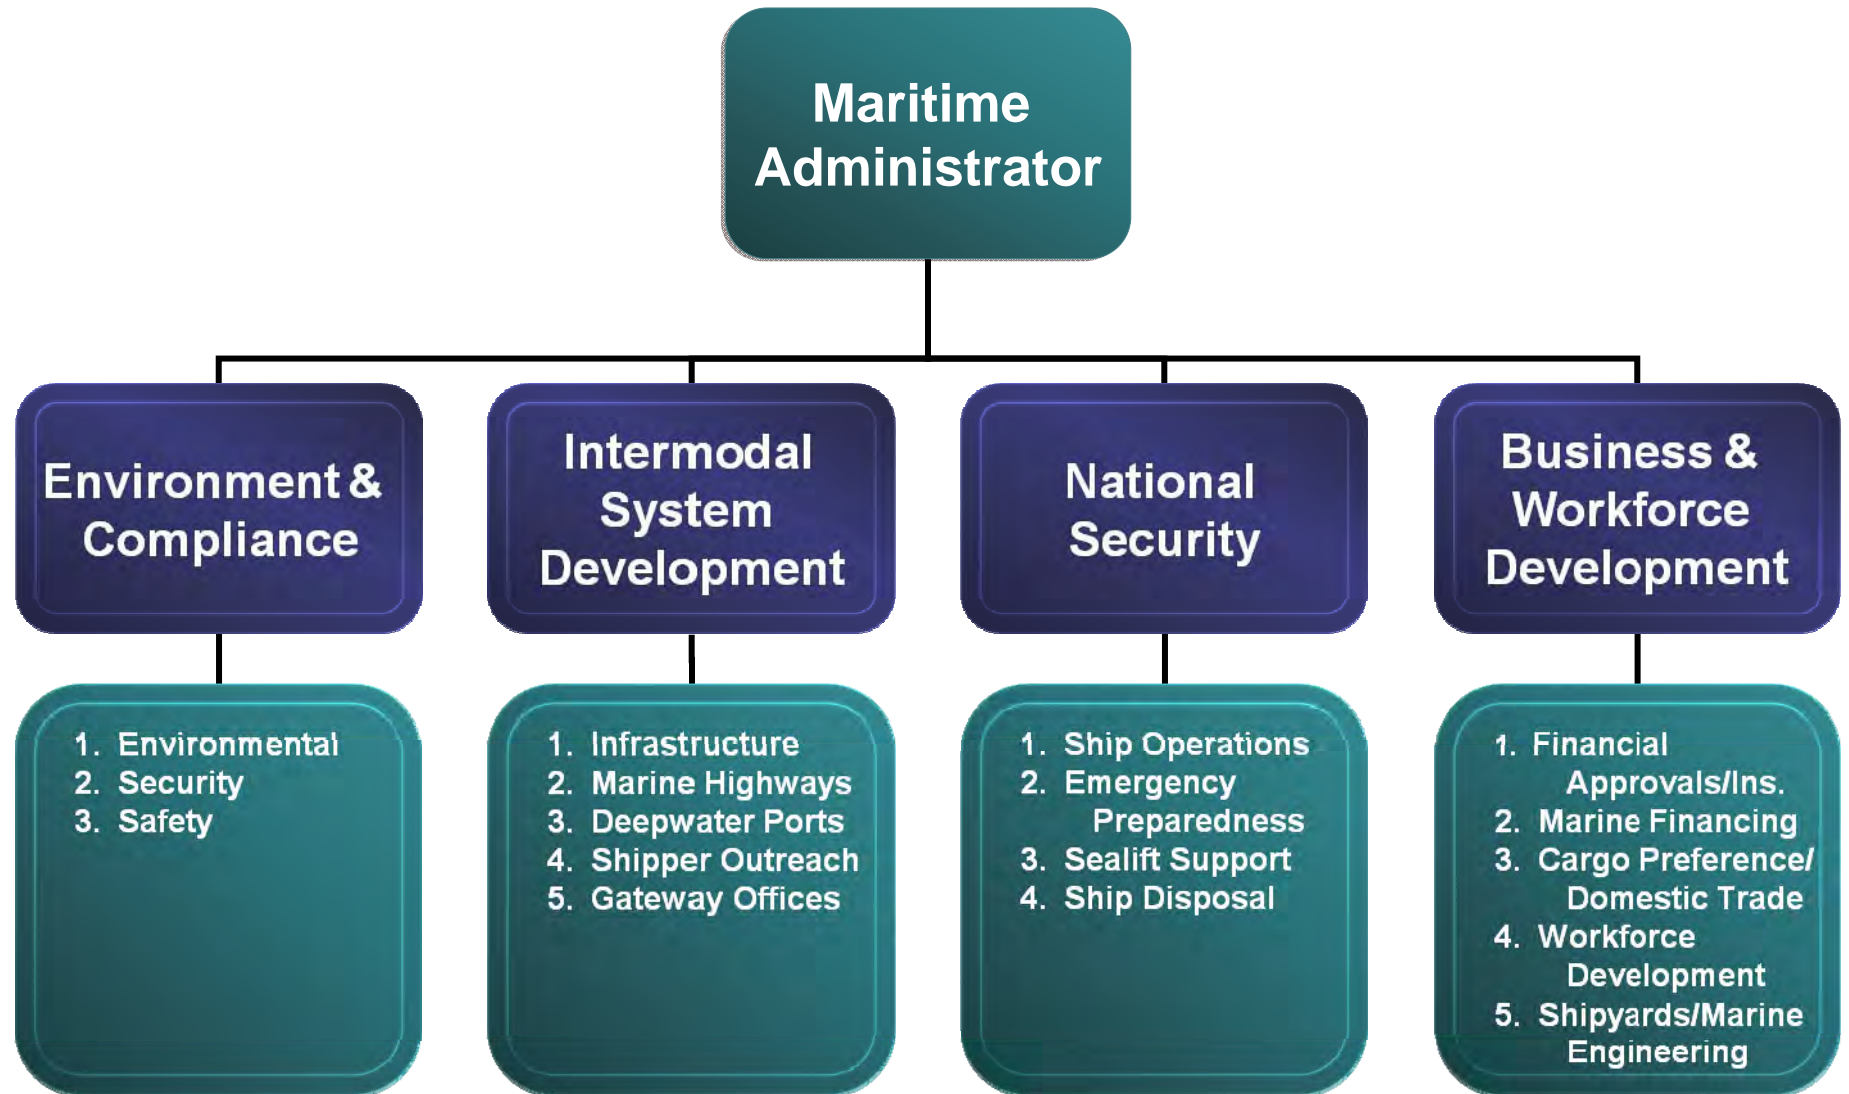 Maritime
Administrator
Environment &
Compliance
Intermodal
System
Development
National
Security
Business &
Workforce
Development
1. Environmental
2. Security
3. Safety
1. Infrastructure
2. Marine Highways
3. Deepwater Ports
4. Shipper Outreach
5. Gateway Offices
1. Ship Operations
2. Emergency
Preparedness
3. Sealift Support
4. Ship Disposal
1. Financial
Approvals/Ins.
2. Marine Financing
3. Cargo Preference/
Domestic Trade
4. Workforce
Development
5. Shipyards/Marine
Engineering